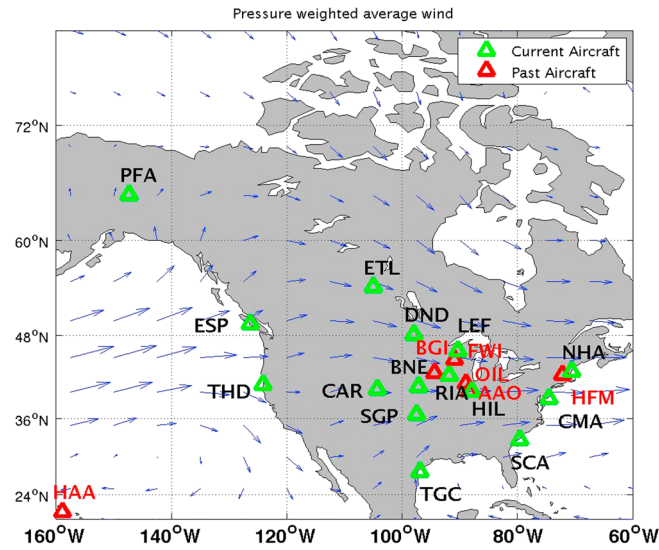 Pressure weighted average wind
Current Aircraft
Past Aircraft
72°N
PFA
60°N
ETL
DND
ESP
LEF
48°N
BGI
FWI
NHA
BNE
OIL
THD
CAR
RIA
AAO
HFM
SGP
HIL
36°N
CMA
SCA
HAA
TGC
24°N
160°W
140°W
120°W
100°W
80°W
60°W